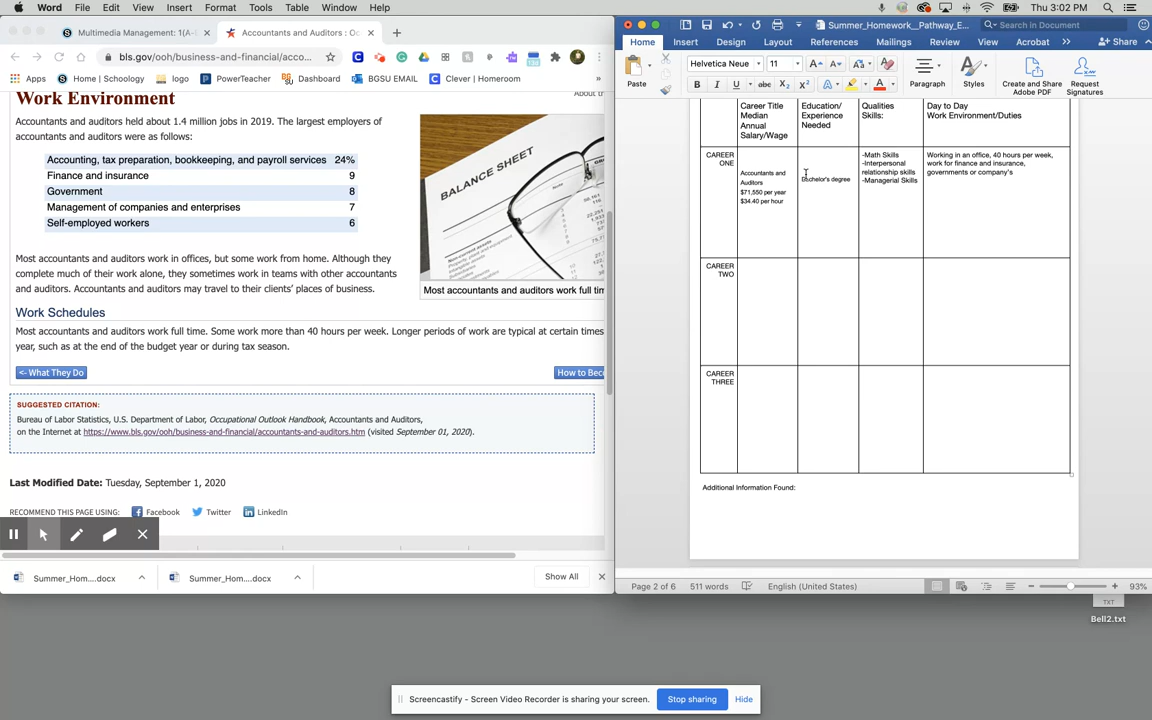 Word File Edit View Insert Format Tools Table Window Help
Thu 3:02 PM
Multimedia Management: 1(A-
Accountants and Auditors : Oc
bls.gov/ooh/business-and-financial/acco...
Apps Home | Schoology logo PowerTeacher Dashboard BGSU EMAIL Clever | Homeroom
Work Environment
About th
Accountants and auditors held about 1.4 million jobs in 2019. The largest employers of
accountants and auditors were as follows:
Accounting, tax preparation, bookkeeping, and payroll services 24%
Finance and insurance 9
Government 8
Management of companies and enterprises 7
Self-employed workers 6
BALANCE SHEET
Most accountants and auditors work full tim
Most accountants and auditors work in offices, but some work from home. Although they
complete much of their work alone, they sometimes work in teams with other accountants
and auditors. Accountants and auditors may travel to their clients' places of business.
Work Schedules
Most accountants and auditors work full time. Some work more than 40 hours per week. Longer periods of work are typical at certain times
year, such as at the end of the budget year or during tax season.
<- What They Do
How to Beco
SUGGESTED CITATION:
Bureau of Labor Statistics, U.S. Department of Labor, Occupational Outlook Handbook, Accountants and Auditors,
on the Internet at https://www.bls.gov/ooh/business-and-financial/accountants-and-auditors.htm (visited September 01, 2020).
Last Modified Date: Tuesday, September 1, 2020
RECOMMEND THIS PAGE USING: Facebook Twitter LinkedIn
Summer_Hom....docx
Summer_Hom....docx
Show All
Summer_Homework__Pathway_E...
Search in Document
Home Insert Design Layout References Mailings Review View Acrobat
Share
Paste
Helvetica Neue 11
B I U abc X2 X2
Paragraph
Styles
Create and Share
Adobe PDF
Request
Signatures
Career Title
Median
Annual
Salary/Wage
Education/
Experience
Needed
Qualities
Skills:
Day to Day
Work Environment/Duties
CAREER
ONE
Accountants and
Auditors
$71,550 per year
$34.40 per hour
Bachelor's degree
-Math Skills
-Interpersonal
relationship skills
-Managerial Skills
Working in an office, 40 hours per week,
work for finance and insurance,
governments or company's
CAREER
TWO
CAREER
THREE
Additional Information Found:
Page 2 of 6 511 words English (United States) 93%
TXT
Bell2.txt
Screencastify - Screen Video Recorder is sharing your screen.
Stop sharing
Hide